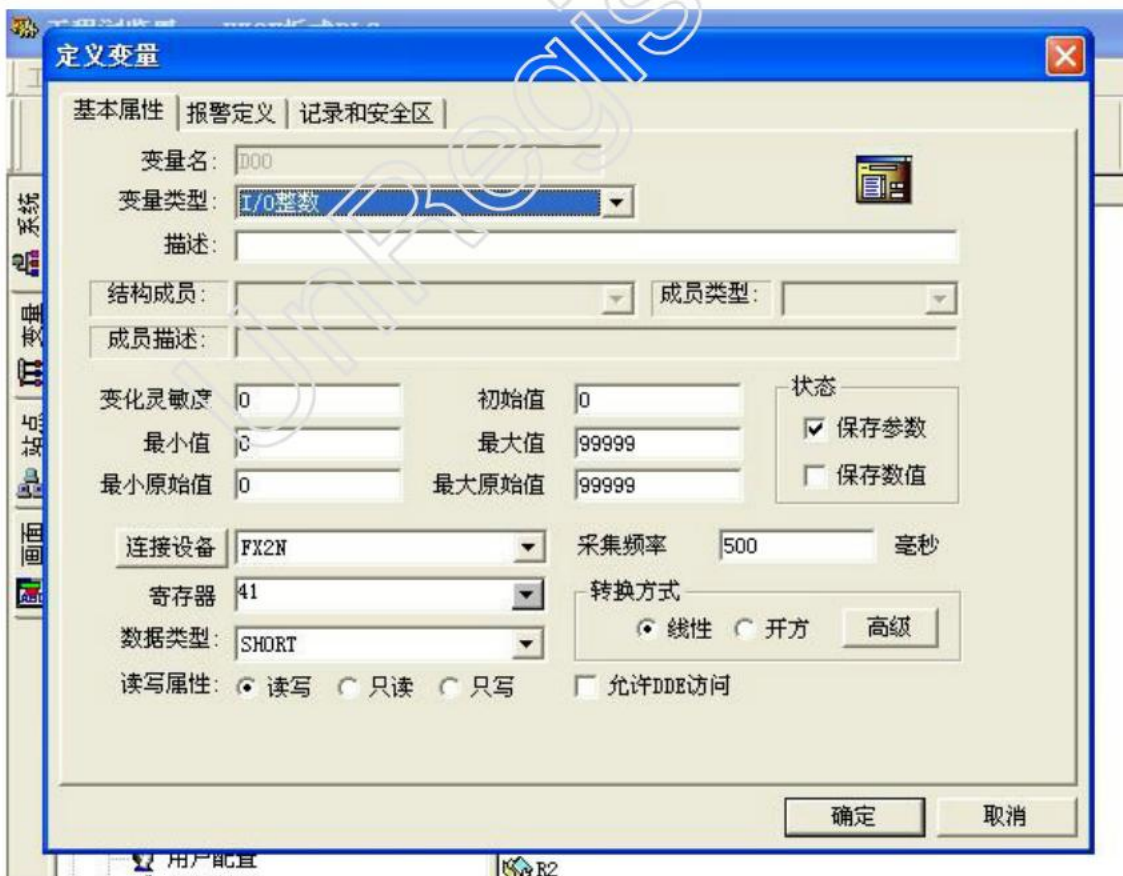 定义变量
基本属性 报警定义 记录和安全区
变量名: D00
变量类型: I/O整数
描述:
结构成员: 成员类型:
成员描述:
变化灵敏度 0 初始值 0 状态
保存参数
最小值 0 最大值 99999
保存数值
最小原始值 0 最大原始值 99999
连接设备 FX2N 采集频率 500 毫秒
寄存器 41 转换方式
线性 开方 高级
数据类型: SHORT
读写属性: 读写 只读 只写 允许DDE访问
确定 取消
系统
变量
站点
画面
用户配置
R2
UnRegis